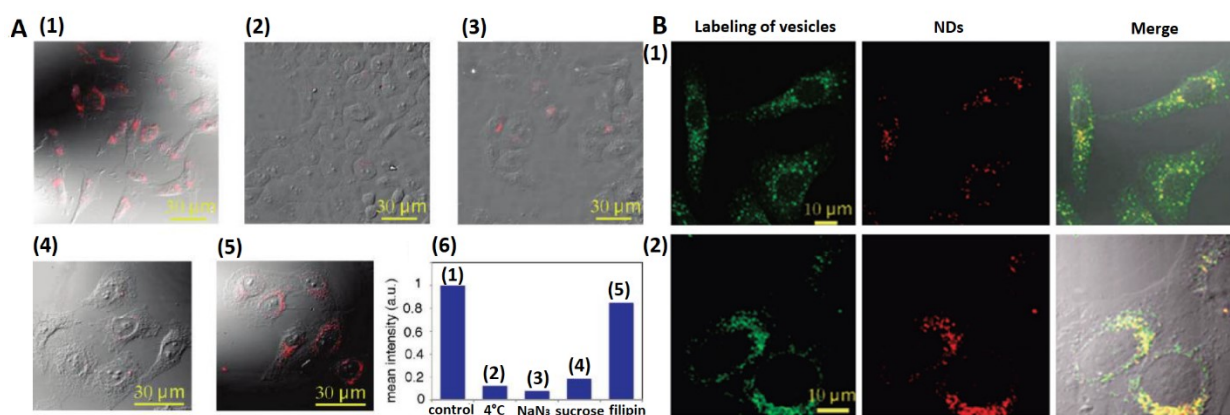 A
(1)
(2)
(3)
30 µm
30 µm
30 µm
(4)
(5)
(6)
30 µm
30 µm
mean intensity (a.u.)
1
0.8
0.6
0.4
0.2
0
(1)
(2)
(3)
(4)
(5)
control 4°C NaN₃ sucrose filipin
B
Labeling of vesicles NDs Merge
(1)
10 µm
(2)
10 µm